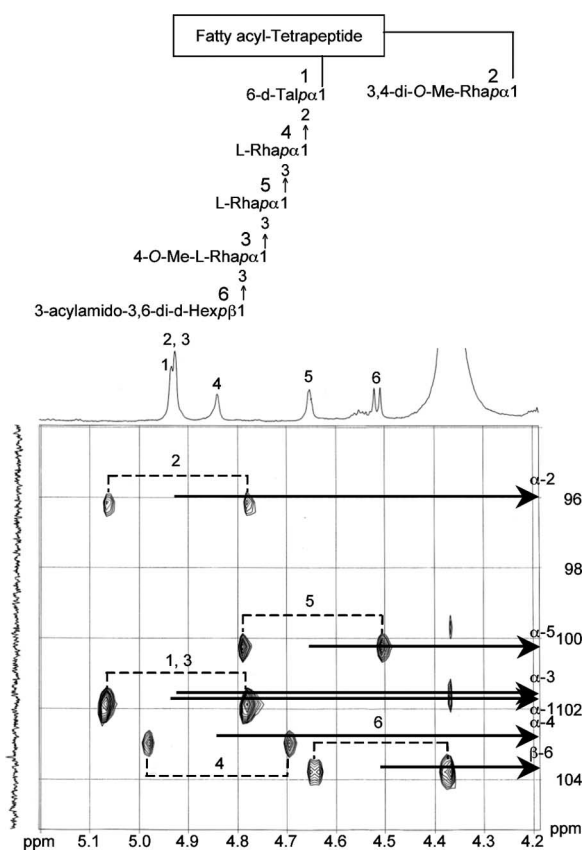 Fatty acyl-Tetrapeptide
1 2
6-d-Talpα1 3,4-di-O-Me-Rhapα1
2
4 ↑
L-Rhapα1
3
5 ↑
L-Rhapα1
3
3 ↑
4-O-Me-L-Rhapα1
3
6 ↑
3-acylamido-3,6-di-d-Hexpβ1
2, 3
1 4 5 6
2 α-2
96
98
5 α-5
100
1, 3 α-3
α-1 102
α-4
6 β-6
4
104
ppm 5.1 5.0 4.9 4.8 4.7 4.6 4.5 4.4 4.3 4.2 ppm